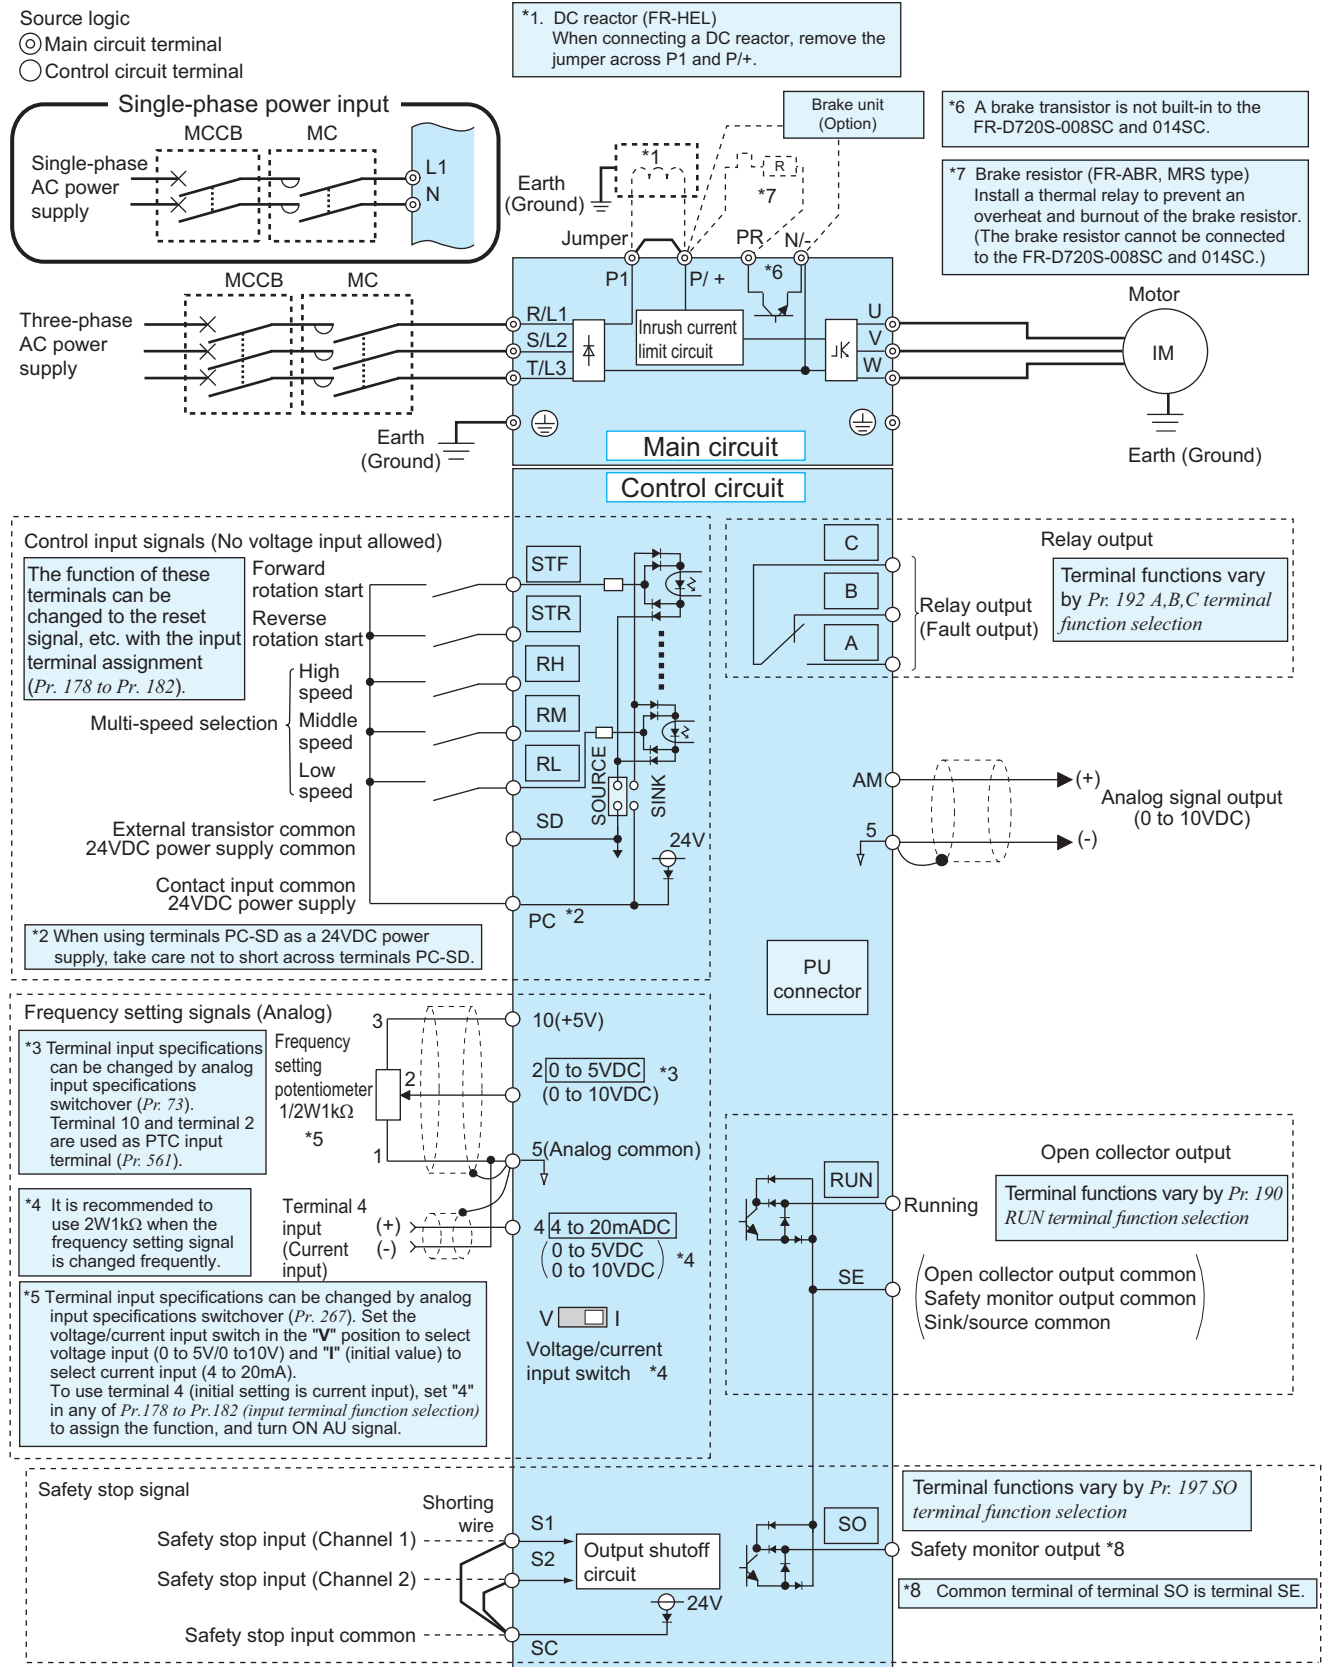 Source logic
Main circuit terminal
Control circuit terminal
*1. DC reactor (FR-HEL)
When connecting a DC reactor, remove the
jumper across P1 and P/+.
Single-phase power input
MCCB
MC
Single-phase
AC power
supply
L1
N
Brake unit
(Option)
*6 A brake transistor is not built-in to the
FR-D720S-008SC and 014SC.
*1
R
*7
Earth
(Ground)
*7 Brake resistor (FR-ABR, MRS type)
Install a thermal relay to prevent an
overheat and burnout of the brake resistor.
(The brake resistor cannot be connected
to the FR-D720S-008SC and 014SC.)
Jumper
PR
N/-
P1
P/ +
*6
MCCB
MC
Three-phase
AC power
supply
R/L1
S/L2
T/L3
Inrush current
limit circuit
U
V
W
Motor
IM
Earth
(Ground)
Earth (Ground)
Main circuit
Control circuit
Control input signals (No voltage input allowed)
The function of these
terminals can be
changed to the reset
signal, etc. with the input
terminal assignment
(Pr. 178 to Pr. 182).
Forward
rotation start
Reverse
rotation start
High
speed
Multi-speed selection
Middle
speed
Low
speed
STF
STR
RH
RM
RL
SOURCE
SINK
SD
External transistor common
24VDC power supply common
24V
Contact input common
24VDC power supply
PC *2
*2 When using terminals PC-SD as a 24VDC power
supply, take care not to short across terminals PC-SD.
C
B
A
Relay output
Relay output
(Fault output)
Terminal functions vary
by Pr. 192 A,B,C terminal
function selection
AM
(+)
Analog signal output
(0 to 10VDC)
5
(-)
PU
connector
Frequency setting signals (Analog)
*3 Terminal input specifications
can be changed by analog
input specifications
switchover (Pr. 73).
Terminal 10 and terminal 2
are used as PTC input
terminal (Pr. 561).
Frequency
setting
potentiometer
1/2W1kΩ
*5
3
2
1
10(+5V)
2 0 to 5VDC *3
(0 to 10VDC)
5(Analog common)
*4 It is recommended to
use 2W1kΩ when the
frequency setting signal
is changed frequently.
Terminal 4
input
(Current
input)
(+)
(-)
4 4 to 20mADC
0 to 5VDC
0 to 10VDC
*4
*5 Terminal input specifications can be changed by analog
input specifications switchover (Pr. 267). Set the
voltage/current input switch in the "V" position to select
voltage input (0 to 5V/0 to10V) and "I" (initial value) to
select current input (4 to 20mA).
To use terminal 4 (initial setting is current input), set "4"
in any of Pr.178 to Pr.182 (input terminal function selection)
to assign the function, and turn ON AU signal.
V
I
Voltage/current
input switch *4
Open collector output
RUN
Running
Terminal functions vary by Pr. 190
RUN terminal function selection
SE
Open collector output common
Safety monitor output common
Sink/source common
Safety stop signal
Shorting
wire
Safety stop input (Channel 1)
Safety stop input (Channel 2)
Safety stop input common
S1
S2
SC
Output shutoff
circuit
24V
SO
Terminal functions vary by Pr. 197 SO
terminal function selection
Safety monitor output *8
*8 Common terminal of terminal SO is terminal SE.